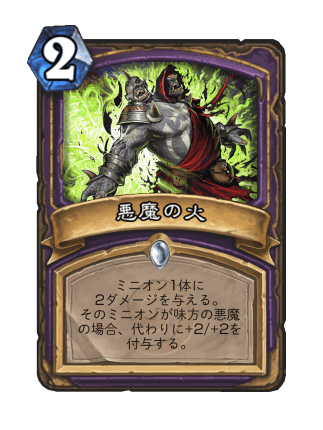 2
悪魔の火
ミニオン1体に
2ダメージを与える。
そのミニオンが味方の悪魔
の場合、代わりに+2/+2を
付与する。